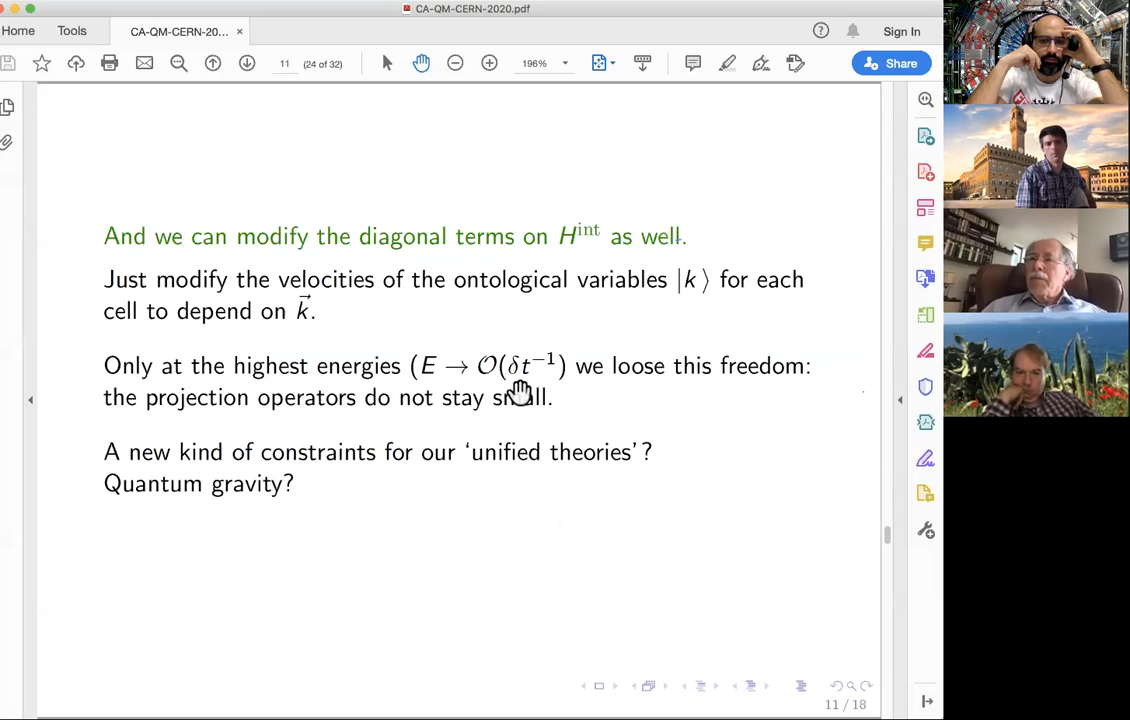 CA-QM-CERN-2020.pdf
Home Tools CA-QM-CERN-20... × Sign In
11 (24 of 32) 196% Share
And we can modify the diagonal terms on H^int as well.
Just modify the velocities of the ontological variables |k⟩ for each
cell to depend on k⃗.
Only at the highest energies (E → 𝒪(δt⁻¹) we loose this freedom:
the projection operators do not stay small.
A new kind of constraints for our ‘unified theories’?
Quantum gravity?
11 / 18